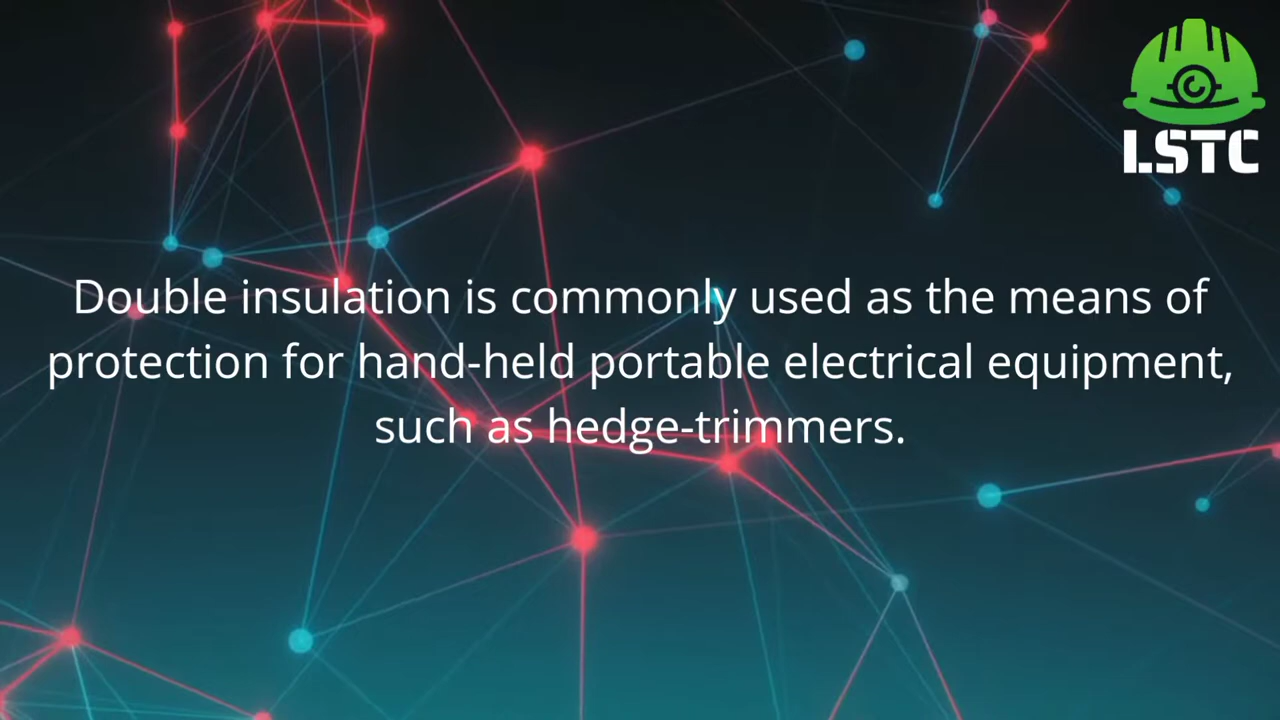 LSTC
Double insulation is commonly used as the means of
protection for hand-held portable electrical equipment,
such as hedge-trimmers.